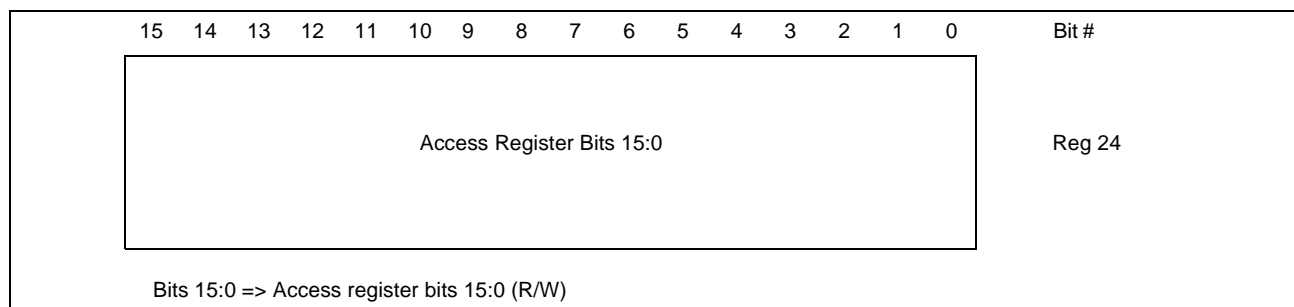 15 14 13 12 11 10 9 8 7 6 5 4 3 2 1 0 Bit #
Access Register Bits 15:0 Reg 24
Bits 15:0 => Access register bits 15:0 (R/W)